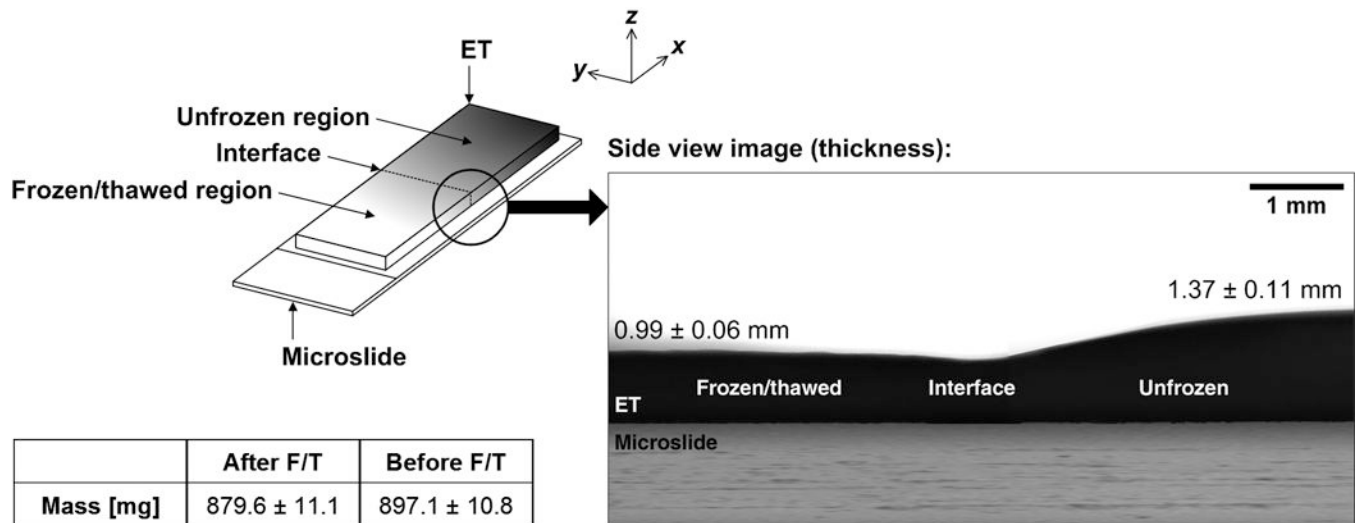 z
x
y
ET
Unfrozen region
Interface
Frozen/thawed region
Microslide
Side view image (thickness):
1 mm
1.37 ± 0.11 mm
0.99 ± 0.06 mm
Frozen/thawed Interface Unfrozen
ET
Microslide
After F/T Before F/T
Mass [mg] 879.6 ± 11.1 897.1 ± 10.8